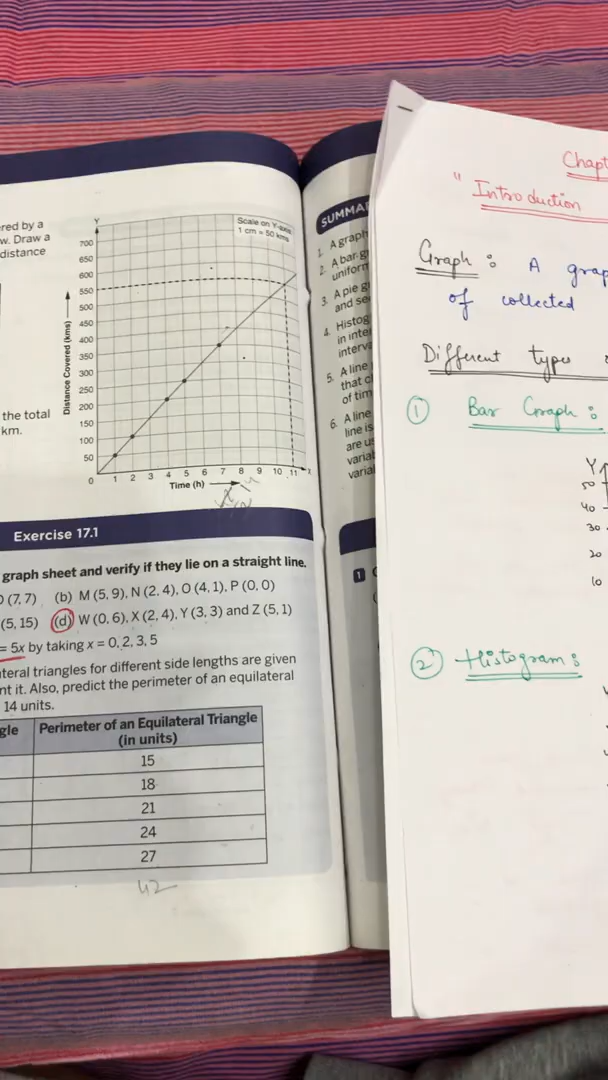 red by a
w. Draw a
distance
the total
km.
Y
Scale on Y-axis
1 cm = 50 kms
700
650
600
550
500
450
400
350
300
250
200
150
100
50
0
Distance Covered (kms)
1 2 3 4 5 6 7 8 9 10 11 X
Time (h)
14
Exercise 17.1
graph sheet and verify if they lie on a straight line.
(7, 7) (b) M (5, 9), N (2. 4), O (4, 1), P (0, 0)
(5, 15) (d) W (0, 6), X (2, 4), Y (3, 3) and Z (5, 1)
= 5x by taking x = 0, 2, 3, 5
teral triangles for different side lengths are given
nt it. Also, predict the perimeter of an equilateral
14 units.
gle
Perimeter of an Equilateral Triangle
(in units)
15
18
21
24
27
42
SUMMA
1. A graph
2. A bar g
uniform
3. A pie g
and se
4. Histog
in inte
interva
5. A line
that c
of tim
6. A line
line is
are us
varial
varial
1
Chapt
" Introduction
Graph : A grap
of collected
Different types
① Bar Graph :
Y
50
40
30
20
10
② Histogram :